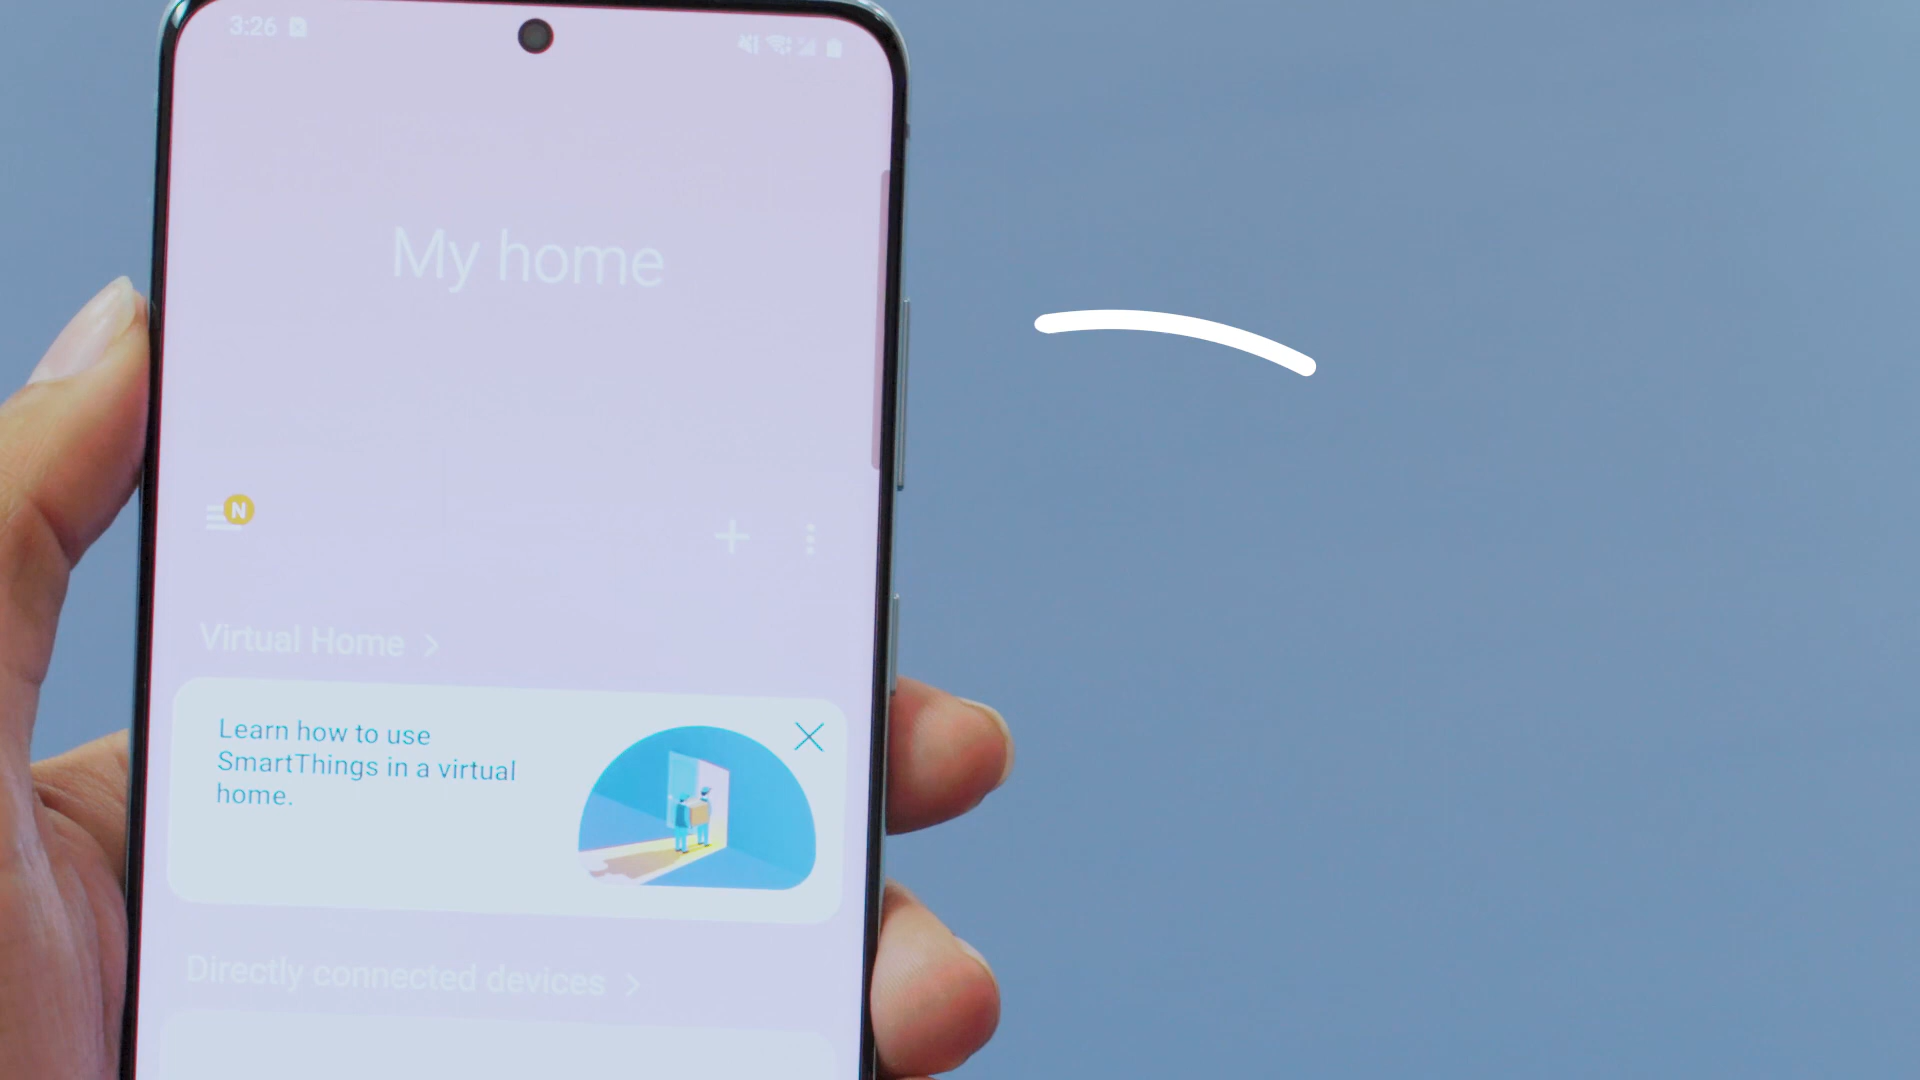 3:26
My home
N
Virtual Home
Learn how to use
SmartThings in a virtual
home.
Directly connected devices